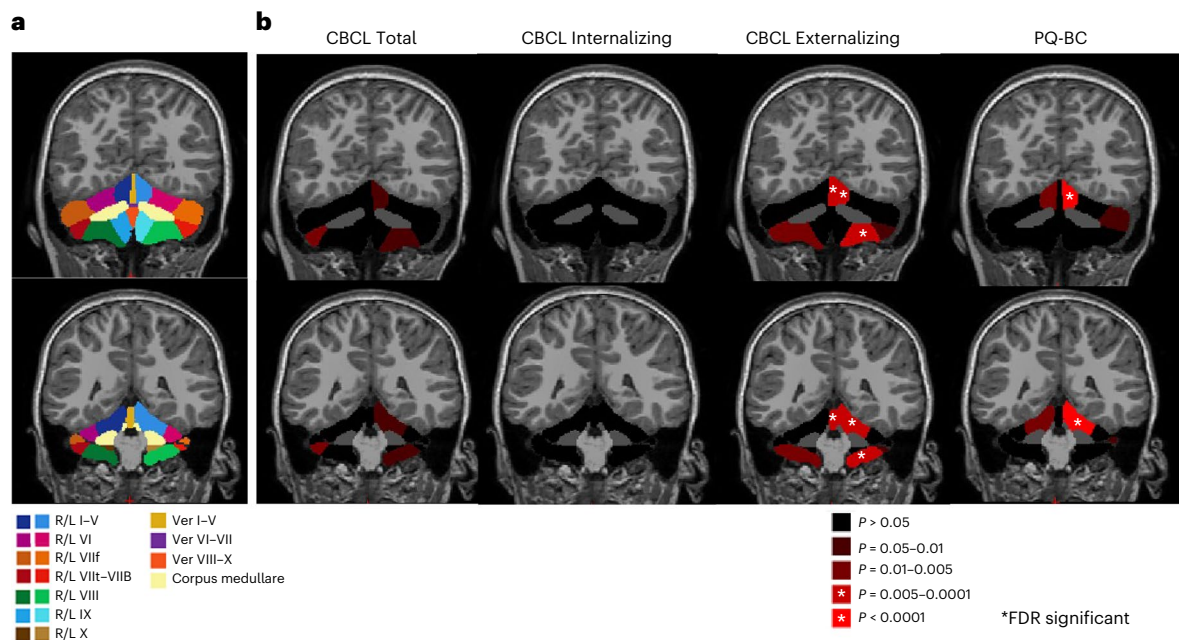 a
b
CBCL Total
CBCL Internalizing
CBCL Externalizing
PQ-BC
* *
*
*
* *
*
*
R/L I–V
R/L VI
R/L VIIf
R/L VIIt–VIIB
R/L VIII
R/L IX
R/L X
Ver I–V
Ver VI–VII
Ver VIII–X
Corpus medullare
P > 0.05
P = 0.05–0.01
P = 0.01–0.005
* P = 0.005–0.0001
* P < 0.0001
*FDR significant